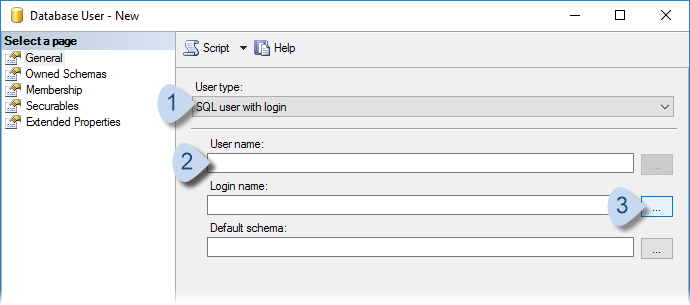 Database User - New
Select a page
General
Owned Schemas
Membership
Securables
Extended Properties
Script Help
User type:
1
SQL user with login
User name:
2
...
Login name:
3
...
Default schema:
...